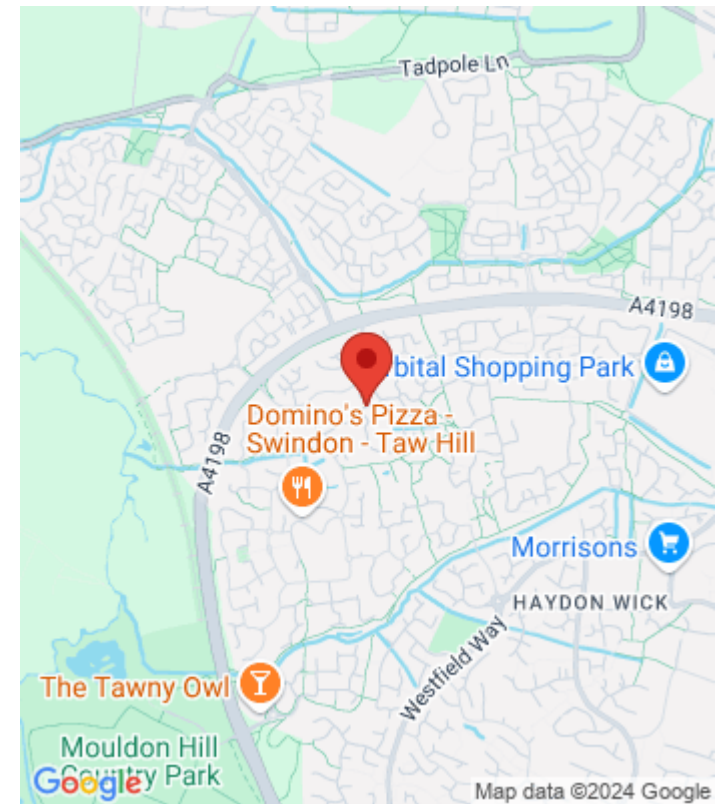 Tadpole Ln
A4198
bital Shopping Park
Domino's Pizza -
Swindon - Taw Hill
A4198
Morrisons
HAYDON WICK
Westfield Way
The Tawny Owl
Mouldon Hill
Country Park
Google
Map data ©2024 Google